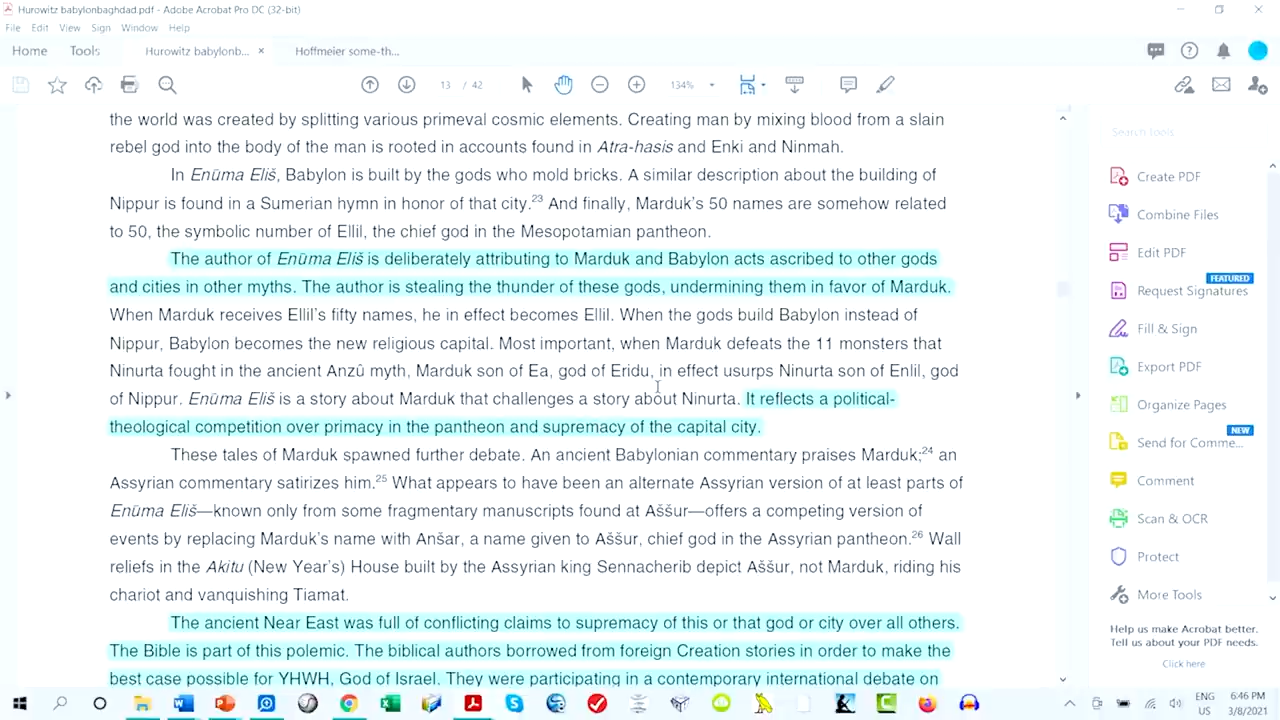 Hurowitz babylonbaghdad.pdf - Adobe Acrobat Pro DC (32-bit)
File Edit View Sign Window Help
Home Tools Hurowitz babylonb... × Hoffmeier some-th...
13 / 42 134%
the world was created by splitting various primeval cosmic elements. Creating man by mixing blood from a slain
rebel god into the body of the man is rooted in accounts found in Atra-hasis and Enki and Ninmah.
In Enūma Eliš, Babylon is built by the gods who mold bricks. A similar description about the building of
Nippur is found in a Sumerian hymn in honor of that city.23 And finally, Marduk's 50 names are somehow related
to 50, the symbolic number of Ellil, the chief god in the Mesopotamian pantheon.
The author of Enūma Eliš is deliberately attributing to Marduk and Babylon acts ascribed to other gods
and cities in other myths. The author is stealing the thunder of these gods, undermining them in favor of Marduk.
When Marduk receives Ellil's fifty names, he in effect becomes Ellil. When the gods build Babylon instead of
Nippur, Babylon becomes the new religious capital. Most important, when Marduk defeats the 11 monsters that
Ninurta fought in the ancient Anzû myth, Marduk son of Ea, god of Eridu, in effect usurps Ninurta son of Enlil, god
of Nippur. Enūma Eliš is a story about Marduk that challenges a story about Ninurta. It reflects a political-
theological competition over primacy in the pantheon and supremacy of the capital city.
These tales of Marduk spawned further debate. An ancient Babylonian commentary praises Marduk;24 an
Assyrian commentary satirizes him.25 What appears to have been an alternate Assyrian version of at least parts of
Enūma Eliš—known only from some fragmentary manuscripts found at Aššur—offers a competing version of
events by replacing Marduk's name with Anšar, a name given to Aššur, chief god in the Assyrian pantheon.26 Wall
reliefs in the Akitu (New Year's) House built by the Assyrian king Sennacherib depict Aššur, not Marduk, riding his
chariot and vanquishing Tiamat.
The ancient Near East was full of conflicting claims to supremacy of this or that god or city over all others.
The Bible is part of this polemic. The biblical authors borrowed from foreign Creation stories in order to make the
best case possible for YHWH, God of Israel. They were participating in a contemporary international debate on
Search Tools
Create PDF
Combine Files
Edit PDF
FEATURED
Request Signatures
Fill & Sign
Export PDF
Organize Pages
NEW
Send for Comme...
Comment
Scan & OCR
Protect
More Tools
Help us make Acrobat better.
Tell us about your PDF needs.
Click here
ENG
US
6:46 PM
3/8/2021